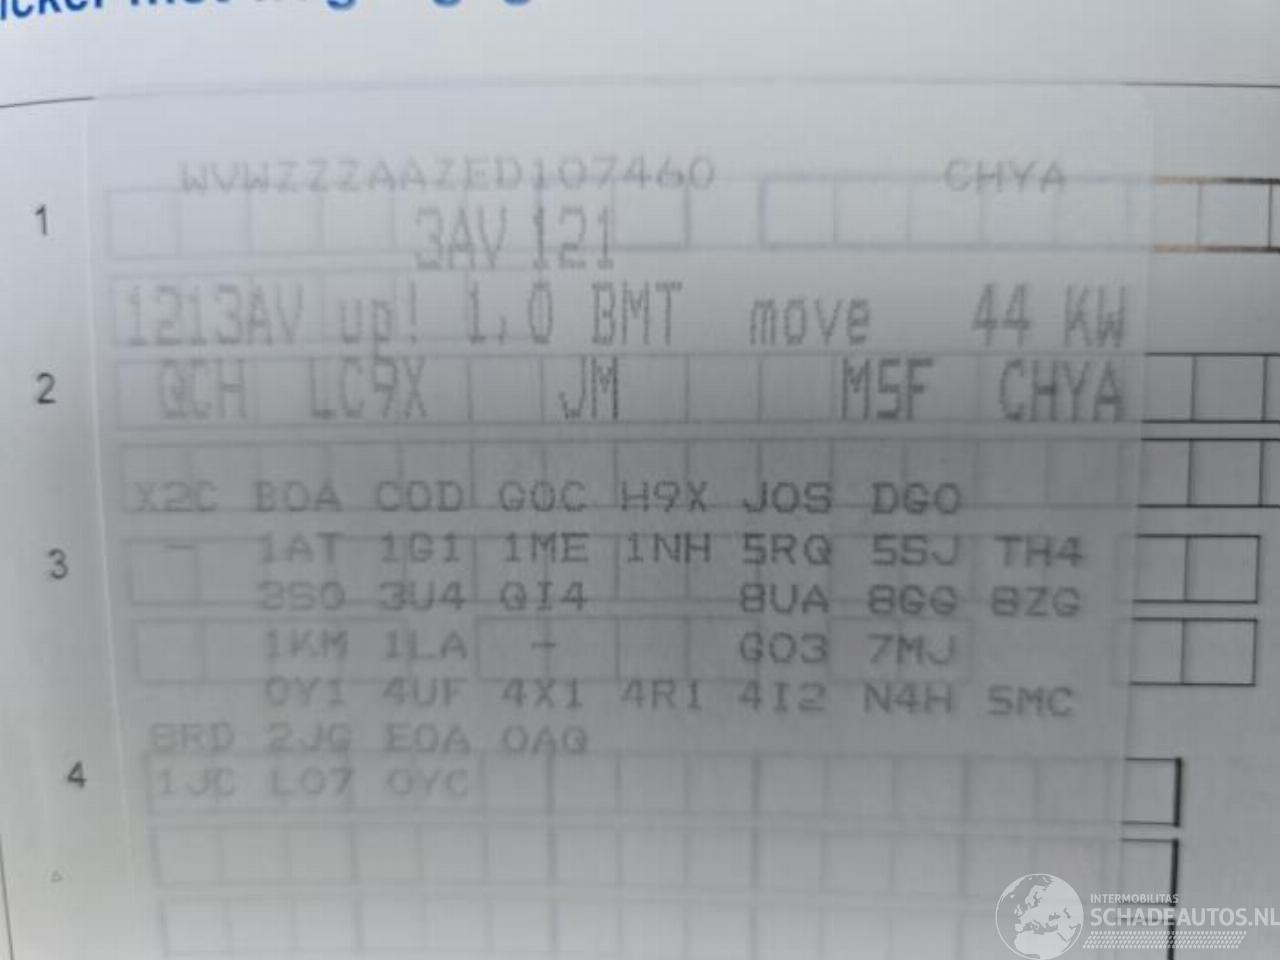 WVWZZZAAZED107460 CHYA
1
3AV 121
1213AV up! 1,0 BMT move 44 KW
2 QCH LC9X JM M5F CHYA
X2C B0A C0D G0C H9X J0S DG0
- 1AT 1G1 1ME 1NH 5RQ 5SJ TH4
3
3S0 3U4 QI4 8UA 8GG 8ZG
1KM 1LA - G03 7MJ
0Y1 4UF 4X1 4R1 4I2 N4H 5MC
8RD 2JG E0A 0AQ
4 1JC L07 0YC
INTERMOBILITAS
SCHADEAUTOS.NL